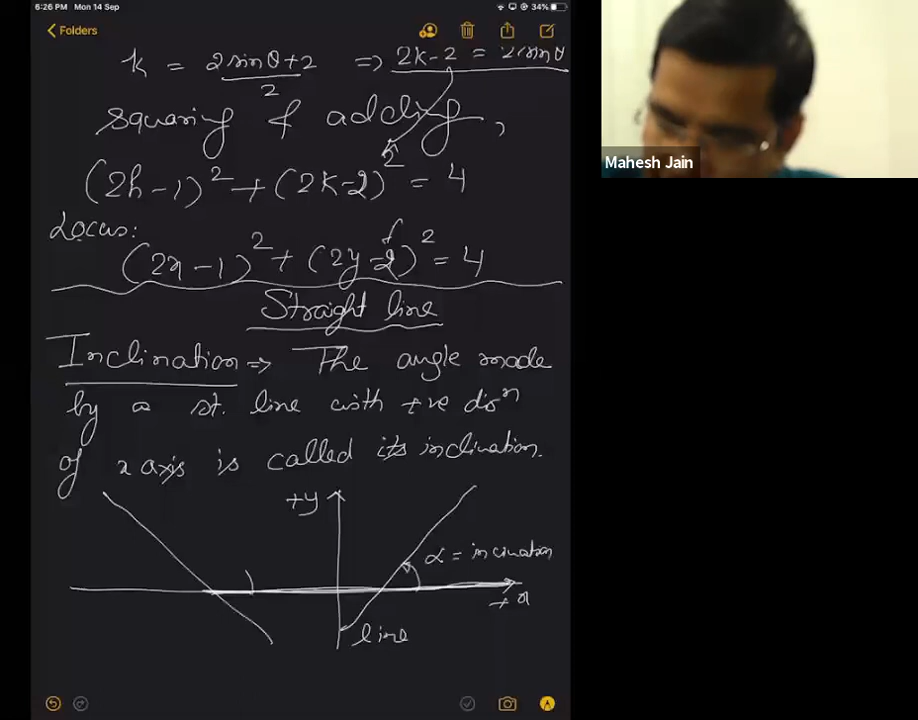 6:26 PM Mon 14 Sep
34%
Folders
k = 2sinθ+2 / 2 => 2k-2 = 2sinθ
squaring & adding,
(2h-1)² + (2k-2)² = 4
Locus:
(2x-1)² + (2y-2)² = 4
Straight line
Inclination => The angle made
by a st. line with +ve dirn
of x axis is called its inclination.
+y
α = inclination
+x
line
Mahesh Jain